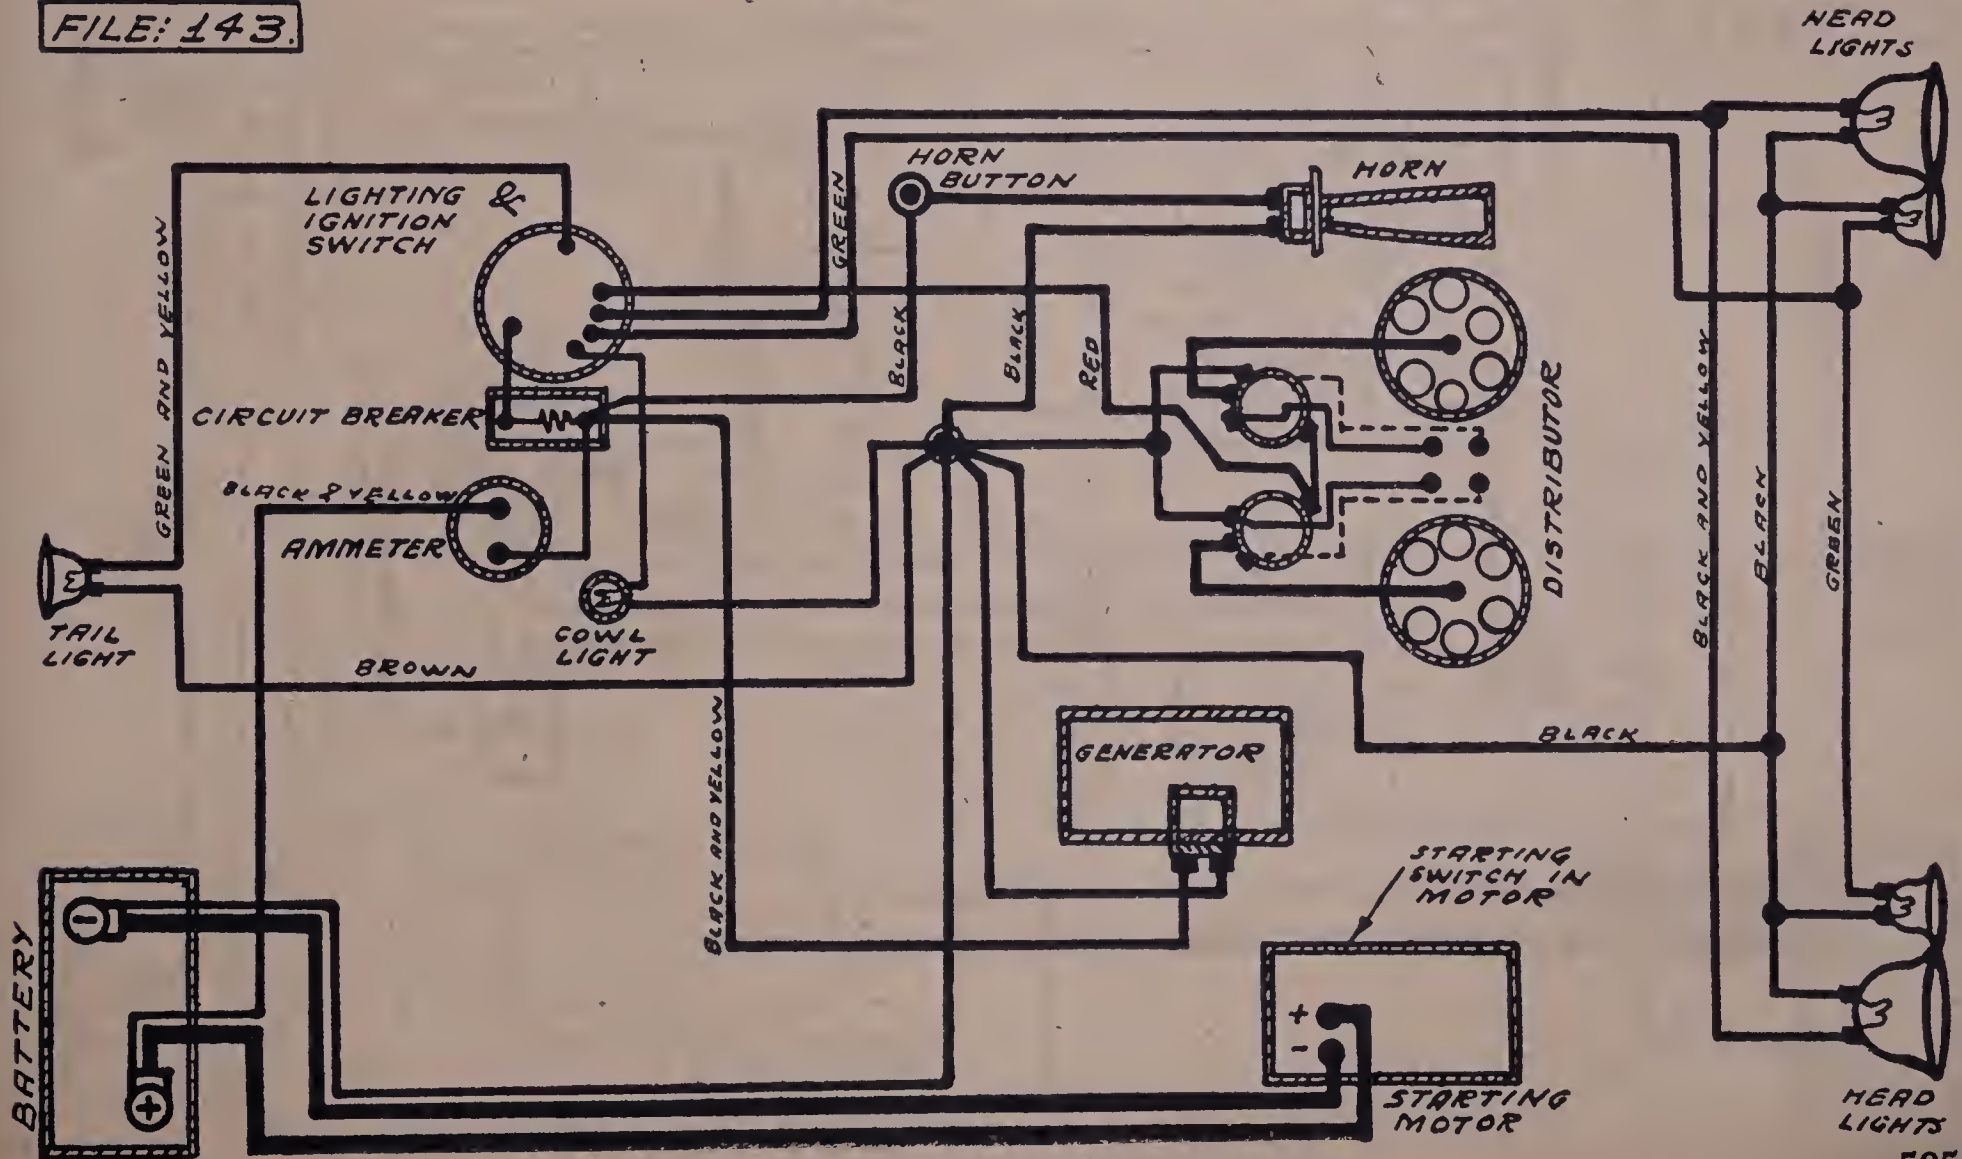 FILE: 143.
HEAD
LIGHTS
HORN
BUTTON
HORN
LIGHTING &
IGNITION
SWITCH
GREEN
GREEN AND YELLOW
BLACK
BLACK
RED
CIRCUIT BREAKER
BLACK & YELLOW
AMMETER
DISTRIBUTOR
BLACK AND YELLOW
BLACK
GREEN
TAIL
LIGHT
COWL
LIGHT
BROWN
BLACK AND YELLOW
GENERATOR
BLACK
STARTING
SWITCH IN
MOTOR
BATTERY
-
+
+
-
STARTING
MOTOR
HEAD
LIGHTS